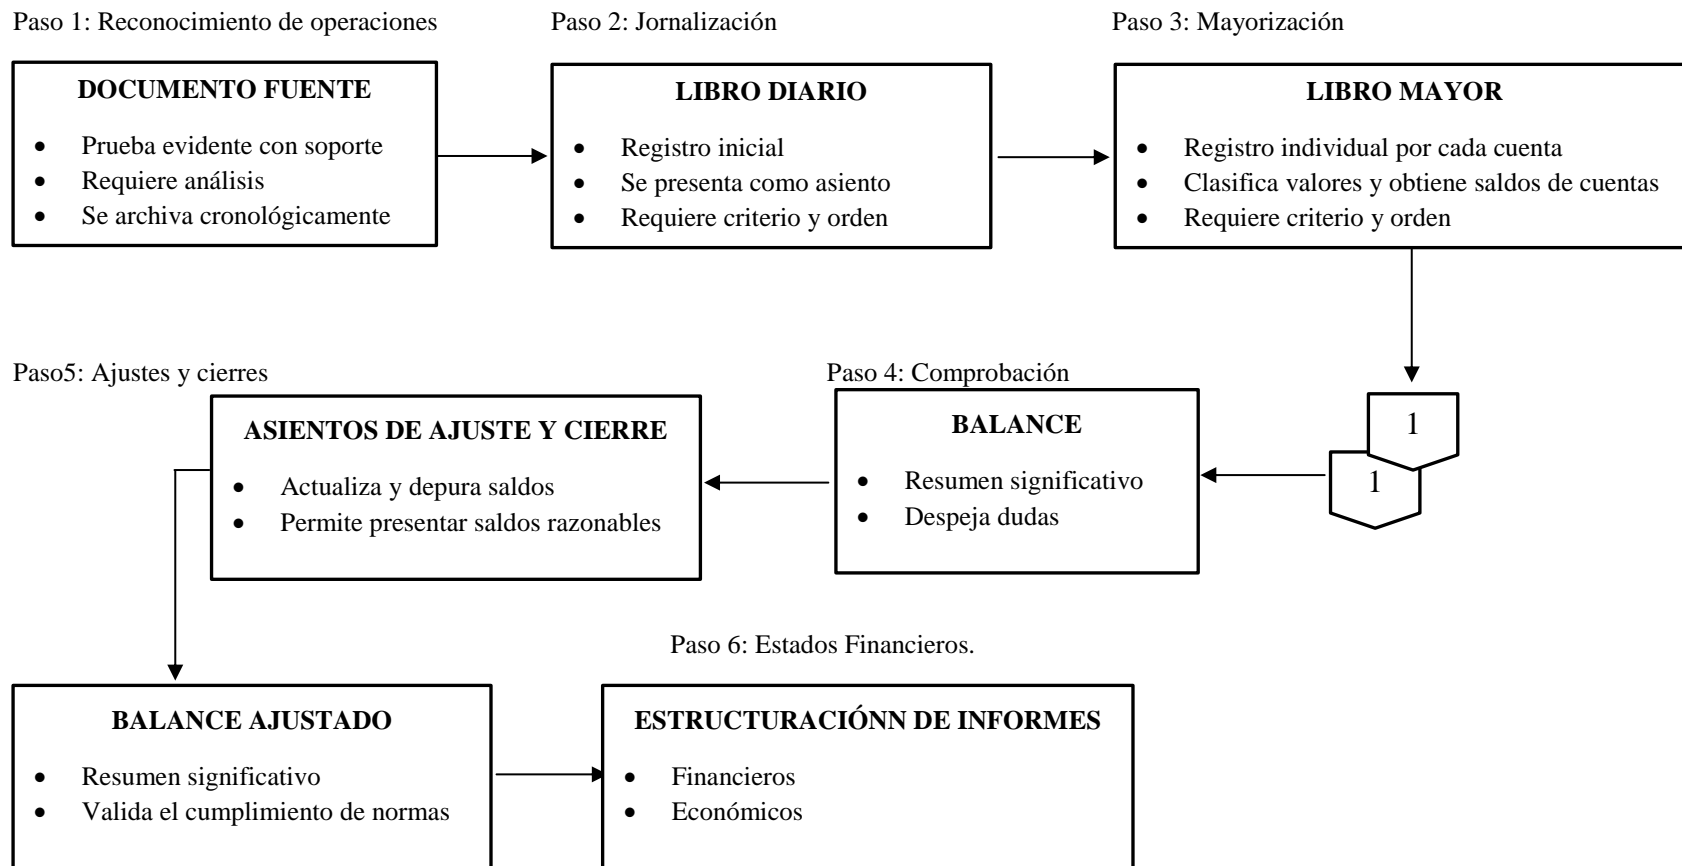 Paso 1: Reconocimiento de operaciones
DOCUMENTO FUENTE
• Prueba evidente con soporte
• Requiere análisis
• Se archiva cronológicamente
Paso 2: Jornalización
LIBRO DIARIO
• Registro inicial
• Se presenta como asiento
• Requiere criterio y orden
Paso 3: Mayorización
LIBRO MAYOR
• Registro individual por cada cuenta
• Clasifica valores y obtiene saldos de cuentas
• Requiere criterio y orden
1
1
Paso 4: Comprobación
BALANCE
• Resumen significativo
• Despeja dudas
Paso5: Ajustes y cierres
ASIENTOS DE AJUSTE Y CIERRE
• Actualiza y depura saldos
• Permite presentar saldos razonables
BALANCE AJUSTADO
• Resumen significativo
• Valida el cumplimiento de normas
Paso 6: Estados Financieros.
ESTRUCTURACIÓNN DE INFORMES
• Financieros
• Económicos